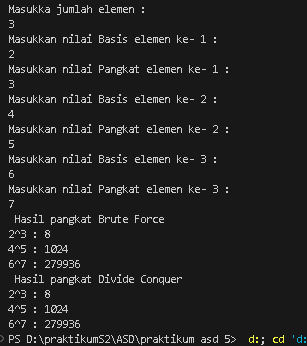 Masukka jumlah elemen :
3
Masukkan nilai Basis elemen ke- 1 :
2
Masukkan nilai Pangkat elemen ke- 1 :
3
Masukkan nilai Basis elemen ke- 2 :
4
Masukkan nilai Pangkat elemen ke- 2 :
5
Masukkan nilai Basis elemen ke- 3 :
6
Masukkan nilai Pangkat elemen ke- 3 :
7
Hasil pangkat Brute Force
2^3 : 8
4^5 : 1024
6^7 : 279936
Hasil pangkat Divide Conquer
2^3 : 8
4^5 : 1024
6^7 : 279936
PS D:\praktikumS2\ASD\praktikum asd 5> d:; cd 'd: